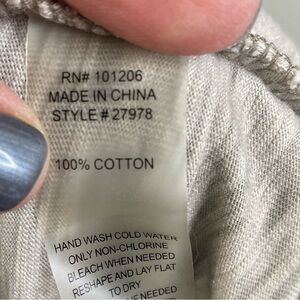 RN# 101206
MADE IN CHINA
STYLE # 27978
100% COTTON
HAND WASH COLD WATER
ONLY NON-CHLORINE
BLEACH WHEN NEEDED
RESHAPE AND LAY FLAT
TO DRY
NEEDED